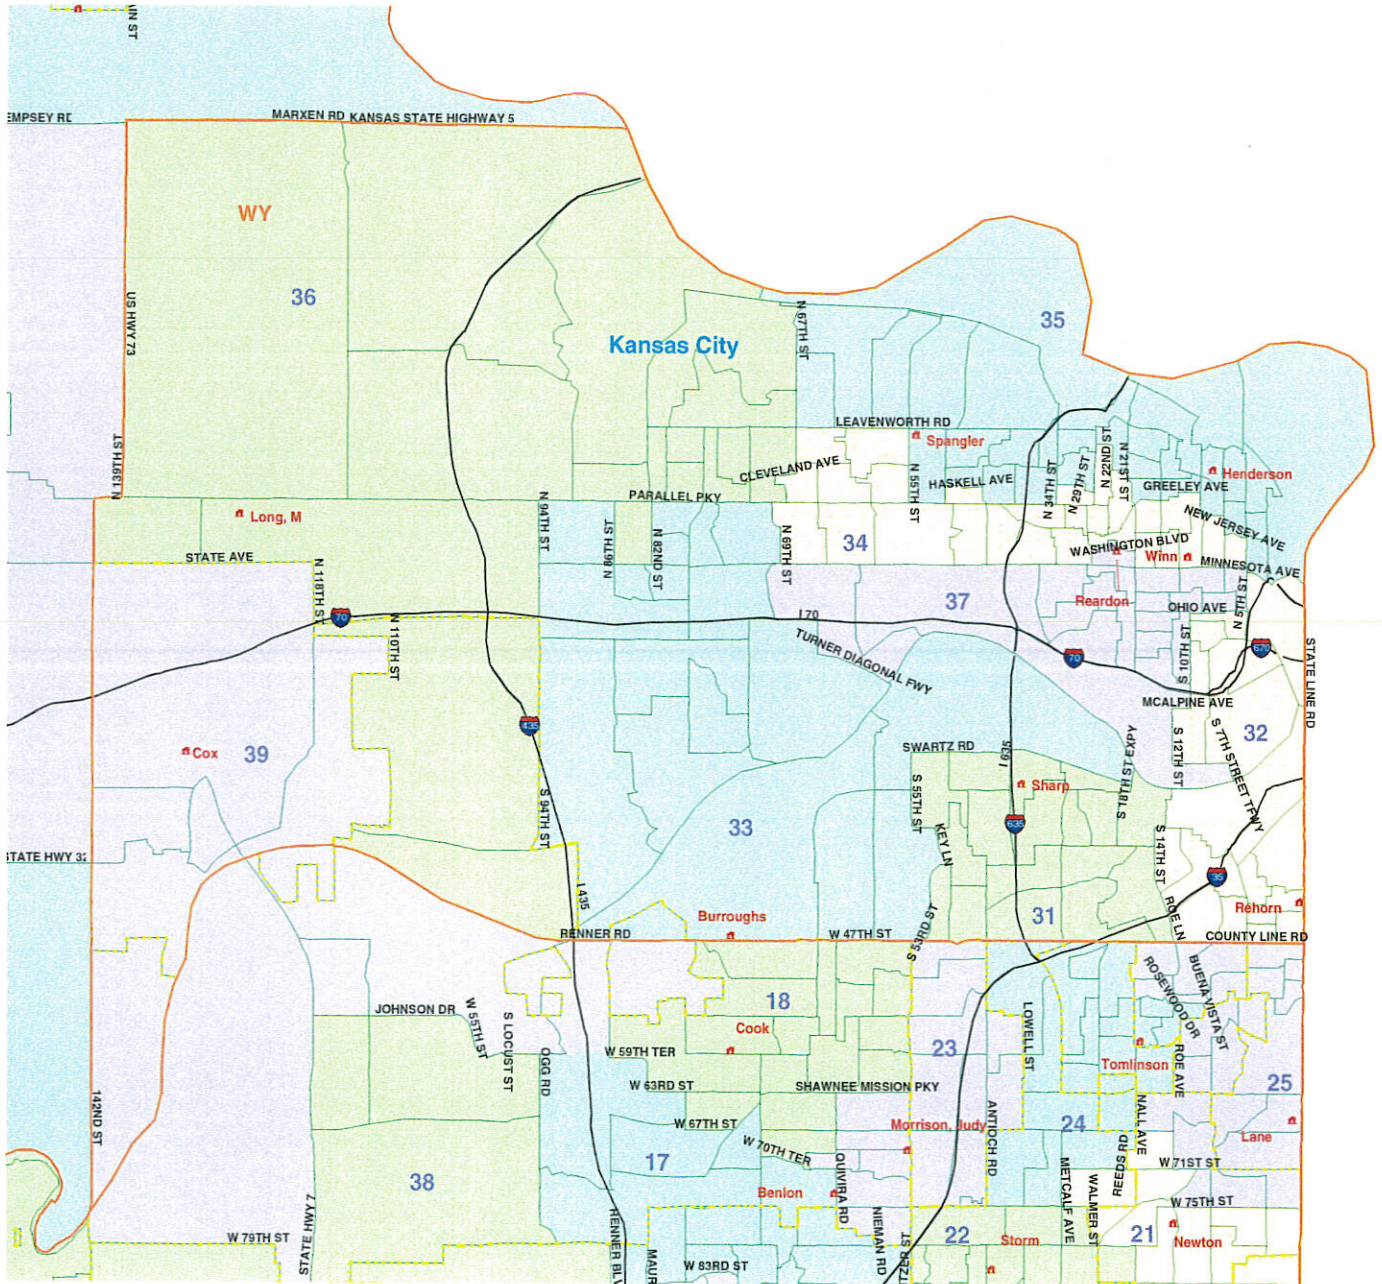 MARXEN RD KANSAS STATE HIGHWAY 5
WY
36
US HWY 73
Kansas City
N 67TH ST
35
LEAVENWORTH RD
Spangler
CLEVELAND AVE
HASKELL AVE
N 139TH ST
N 55TH ST
N 34TH ST
N 29TH ST
N 22ND ST
N 21ST ST
Henderson
GREELEY AVE
PARALLEL PKY
Long, M
N 94TH ST
N 86TH ST
N 82ND ST
N 69TH ST
34
NEW JERSEY AVE
WASHINGTON BLVD
Winn
MINNESOTA AVE
STATE AVE
N 118TH ST
N 110TH ST
70
I 70
37
Reardon
OHIO AVE
N 5TH ST
S 10TH ST
TURNER DIAGONAL FWY
70
670
STATE LINE RD
MCALPINE AVE
435
Cox
39
SWARTZ RD
I 635
S 18TH ST EXPY
S 12TH ST
S 7TH STREET TFWY
32
Sharp
S 94TH ST
S 55TH ST
33
KEY LN
635
S 14TH ST
STATE HWY 32
35
I 435
Burroughs
31
ROE LN
Rehorn
RENNER RD
W 47TH ST
S 53RD ST
COUNTY LINE RD
ROSEWOOD DR
BUENA VISTA ST
18
JOHNSON DR
W 55TH ST
S LOCUST ST
OGG RD
Cook
W 59TH TER
23
LOWELL ST
Tomlinson
ROE AVE
25
W 63RD ST
SHAWNEE MISSION PKY
142ND ST
W 67TH ST
Morrison, Judy
ANTIOCH RD
24
NALL AVE
Lane
W 70TH TER
17
QUIVIRA RD
METCALF AVE
REEDS RD
W 71ST ST
38
Benlon
WALMER ST
W 75TH ST
STATE HWY 7
W 79TH ST
NIEMAN RD
22
Storm
21
Newton
W 83RD ST